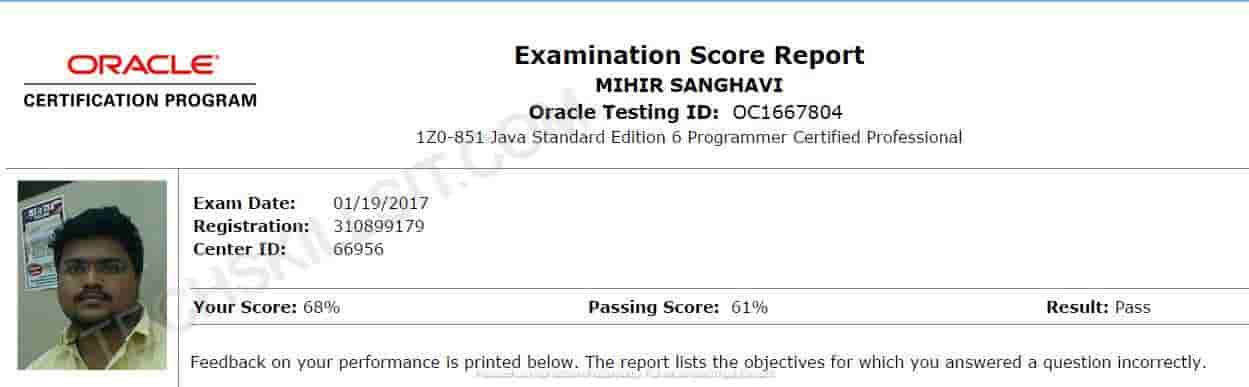 ORACLE
CERTIFICATION PROGRAM
Examination Score Report
MIHIR SANGHAVI
Oracle Testing ID: OC1667804
1Z0-851 Java Standard Edition 6 Programmer Certified Professional
Exam Date: 01/19/2017
Registration: 310899179
Center ID: 66956
Your Score: 68% Passing Score: 61% Result: Pass
Feedback on your performance is printed below. The report lists the objectives for which you answered a question incorrectly.